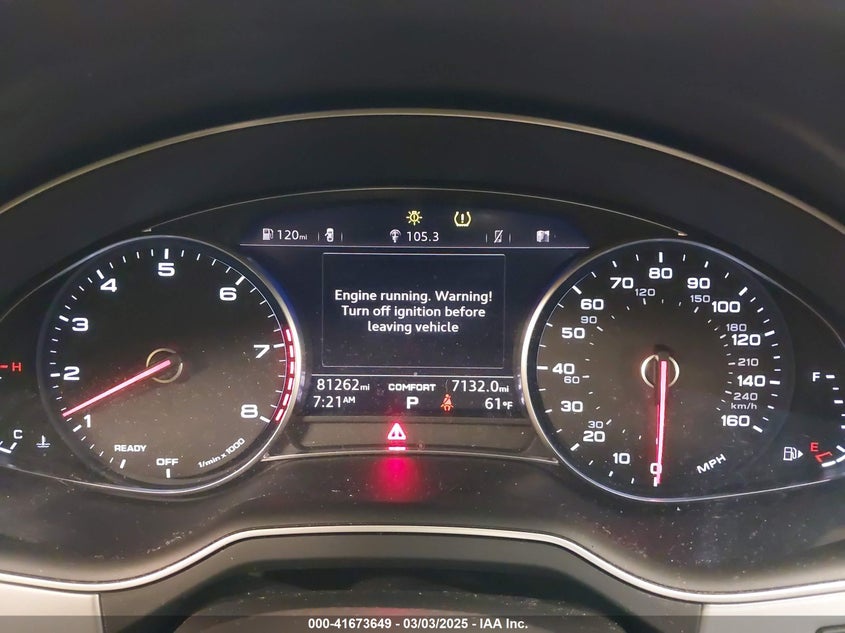 120mi
105.3
Engine running. Warning!
Turn off ignition before
leaving vehicle
81262mi COMFORT 7132.0mi
7:21AM P 61°F
1 2 3 4 5 6 7 8
READY
OFF
1/min x 1000
H
C
0 10 20 30 40 50 60 70 80 90 100 120 140 160
30 60 90 120 150 180 210 240
km/h
MPH
F
E
000-41673649 — 03/03/2025 — IAA Inc.